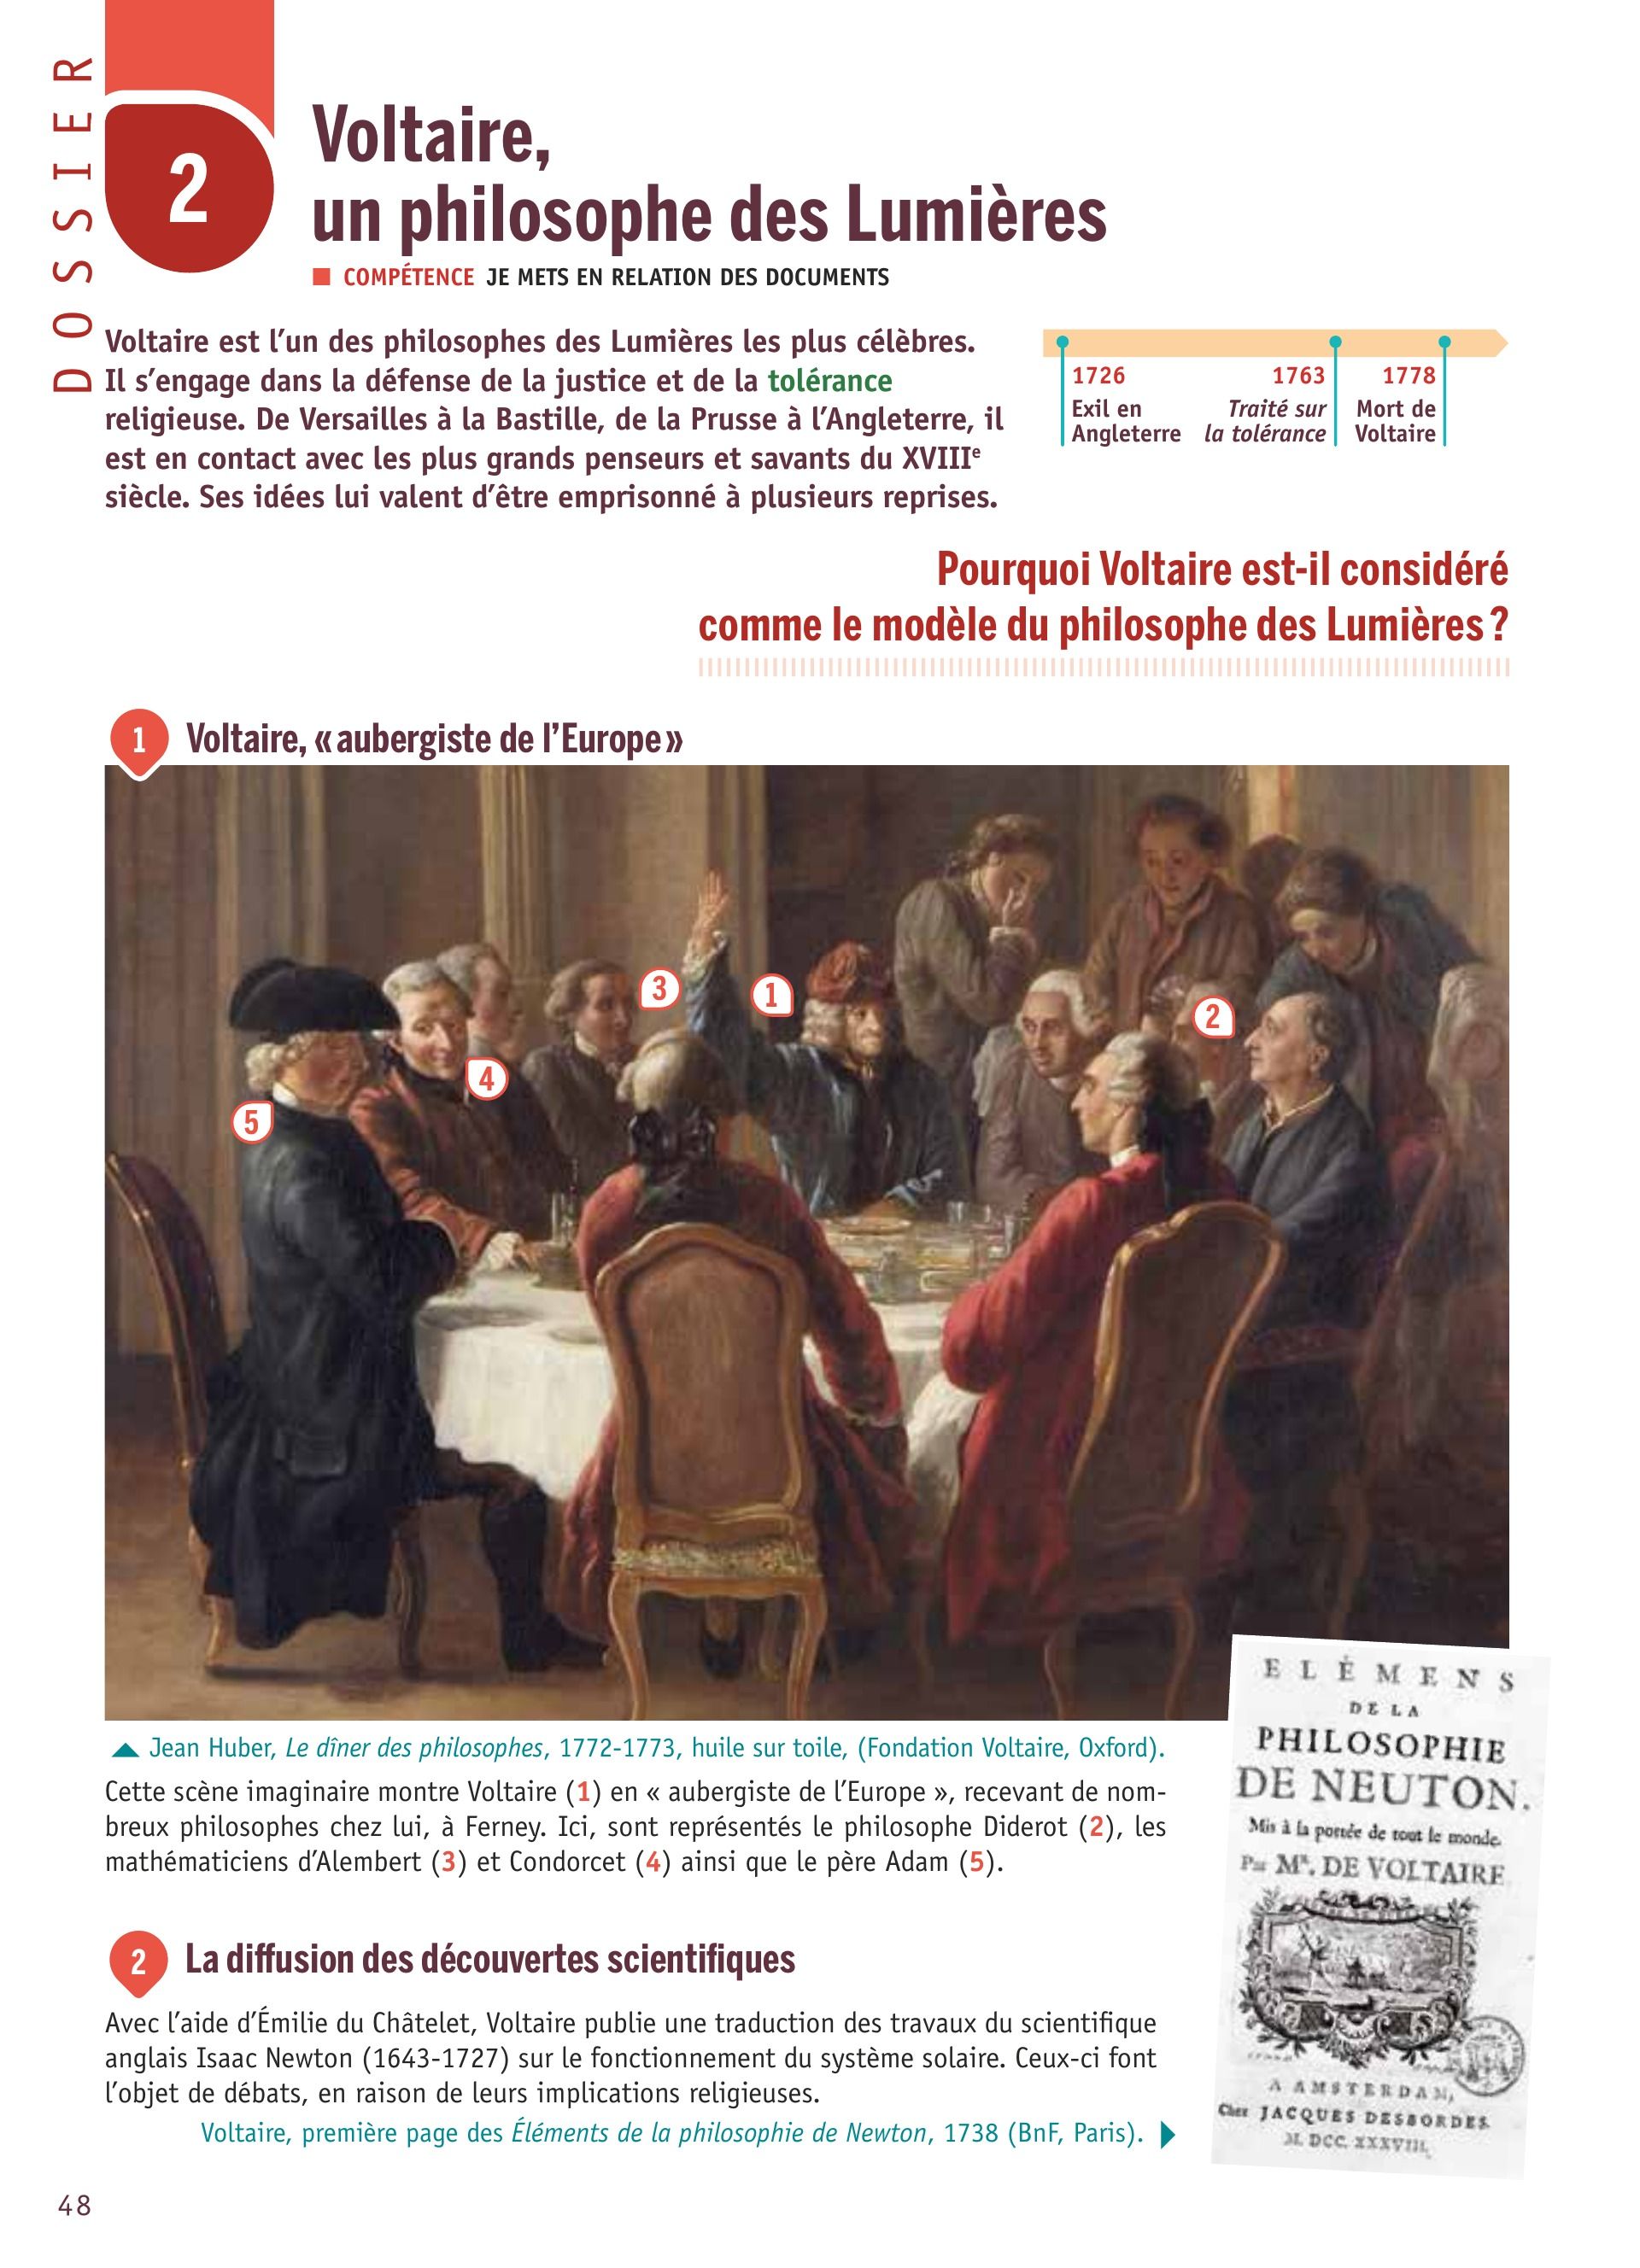 DOSSIER
2
Voltaire,
un philosophe des Lumières
COMPÉTENCE JE METS EN RELATION DES DOCUMENTS
Voltaire est l’un des philosophes des Lumières les plus célèbres.
Il s’engage dans la défense de la justice et de la tolérance
religieuse. De Versailles à la Bastille, de la Prusse à l’Angleterre, il
est en contact avec les plus grands penseurs et savants du XVIIIe
siècle. Ses idées lui valent d’être emprisonné à plusieurs reprises.
1726
Exil en
Angleterre
1763
Traité sur
la tolérance
1778
Mort de
Voltaire
Pourquoi Voltaire est-il considéré
comme le modèle du philosophe des Lumières ?
1 Voltaire, « aubergiste de l’Europe »
3
1
2
4
5
Jean Huber, Le dîner des philosophes, 1772-1773, huile sur toile, (Fondation Voltaire, Oxford).
Cette scène imaginaire montre Voltaire (1) en « aubergiste de l’Europe », recevant de nom-
breux philosophes chez lui, à Ferney. Ici, sont représentés le philosophe Diderot (2), les
mathématiciens d’Alembert (3) et Condorcet (4) ainsi que le père Adam (5).
2 La diffusion des découvertes scientifiques
Avec l’aide d’Émilie du Châtelet, Voltaire publie une traduction des travaux du scientifique
anglais Isaac Newton (1643-1727) sur le fonctionnement du système solaire. Ceux-ci font
l’objet de débats, en raison de leurs implications religieuses.
Voltaire, première page des Éléments de la philosophie de Newton, 1738 (BnF, Paris).
ELÉMENS
DE LA
PHILOSOPHIE
DE NEUTON.
Mis à la portée de tout le monde.
Par Mr. DE VOLTAIRE
A AMSTERDAM,
Chez JACQUES DESBORDES.
M. DCC. XXXVIII.
48